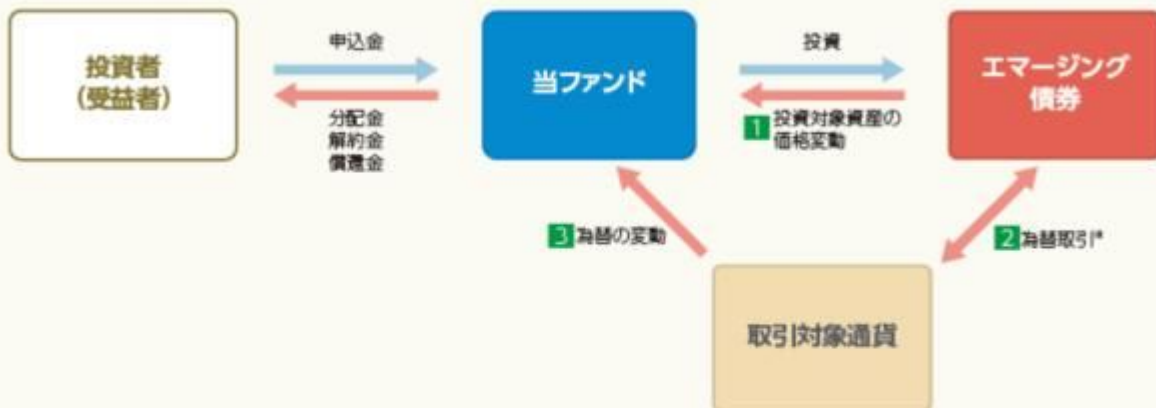 申込金
投資者
(受益者)
分配金
解約金
償還金
当ファンド
投資
1 投資対象資産の
価格変動
エマージング
債券
3 為替の変動
2 為替取引*
取引対象通貨